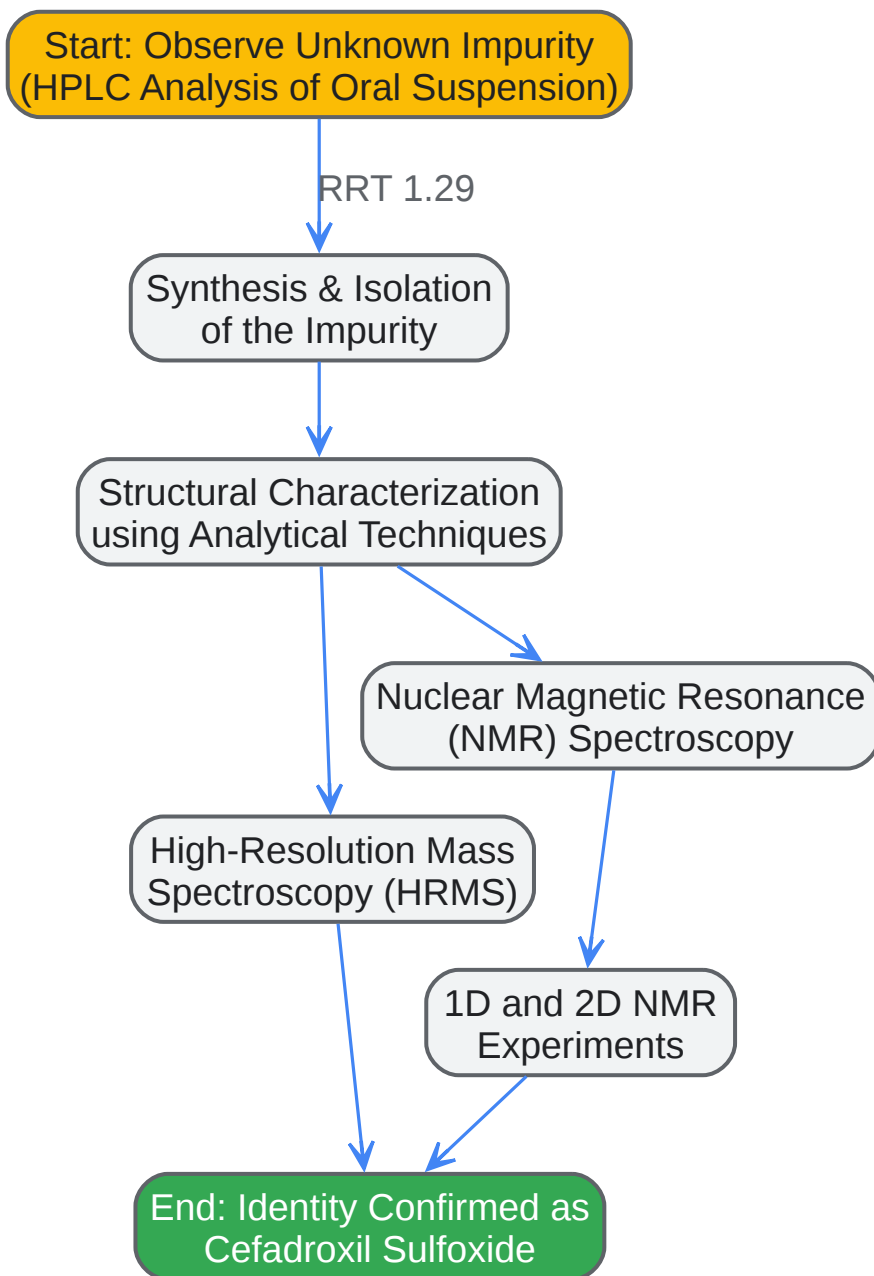 Start: Observe Unknown Impurity
(HPLC Analysis of Oral Suspension)
RRT 1.29
Synthesis & Isolation
of the Impurity
Structural Characterization
using Analytical Techniques
Nuclear Magnetic Resonance
(NMR) Spectroscopy
High-Resolution Mass
Spectroscopy (HRMS)
1D and 2D NMR
Experiments
End: Identity Confirmed as
Cefadroxil Sulfoxide